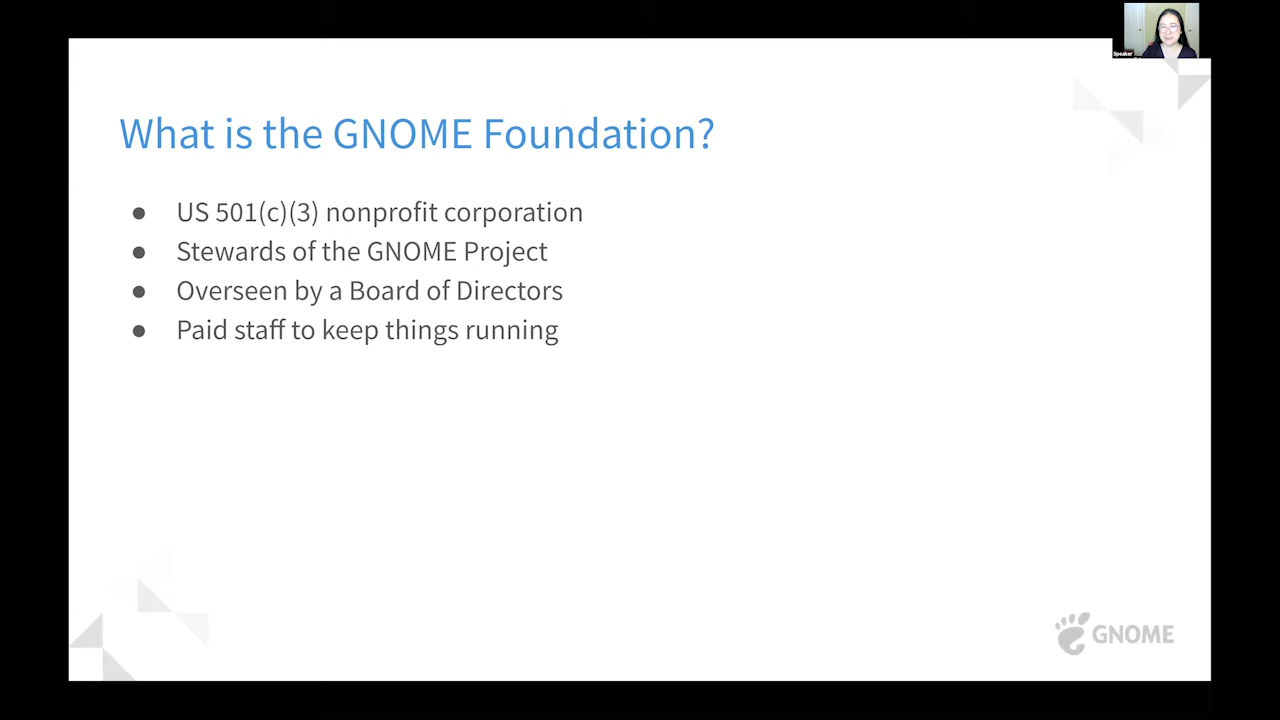 Speaker
What is the GNOME Foundation?
● US 501(c)(3) nonprofit corporation
● Stewards of the GNOME Project
● Overseen by a Board of Directors
● Paid staff to keep things running
GNOME